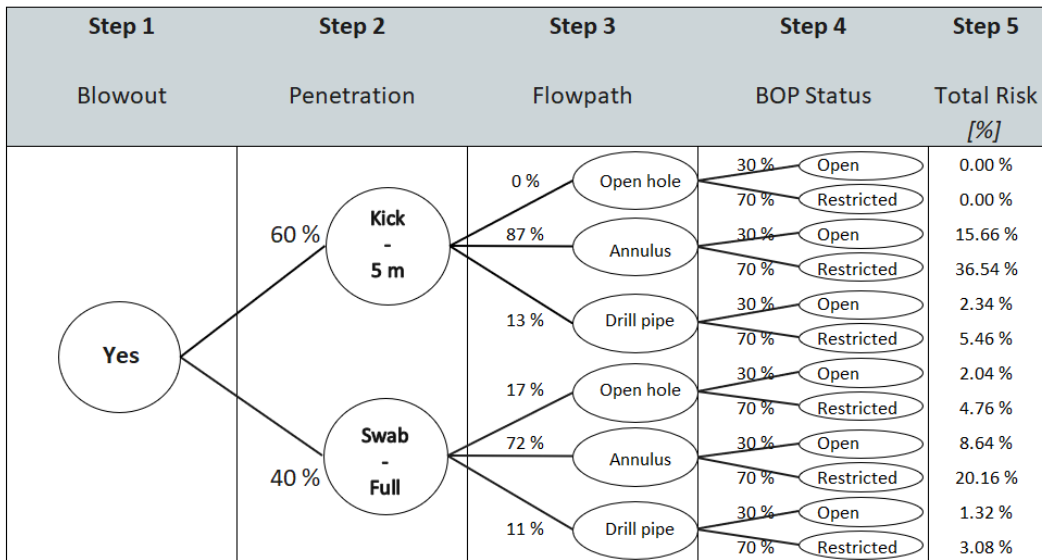 Step 1 Step 2 Step 3 Step 4 Step 5
Blowout Penetration Flowpath BOP Status Total Risk
[%]
Yes
60 %
Kick
-
5 m
0 %
Open hole
30 % Open 0.00 %
70 % Restricted 0.00 %
87 %
Annulus
30 % Open 15.66 %
70 % Restricted 36.54 %
13 %
Drill pipe
30 % Open 2.34 %
70 % Restricted 5.46 %
40 %
Swab
-
Full
17 %
Open hole
30 % Open 2.04 %
70 % Restricted 4.76 %
72 %
Annulus
30 % Open 8.64 %
70 % Restricted 20.16 %
11 %
Drill pipe
30 % Open 1.32 %
70 % Restricted 3.08 %